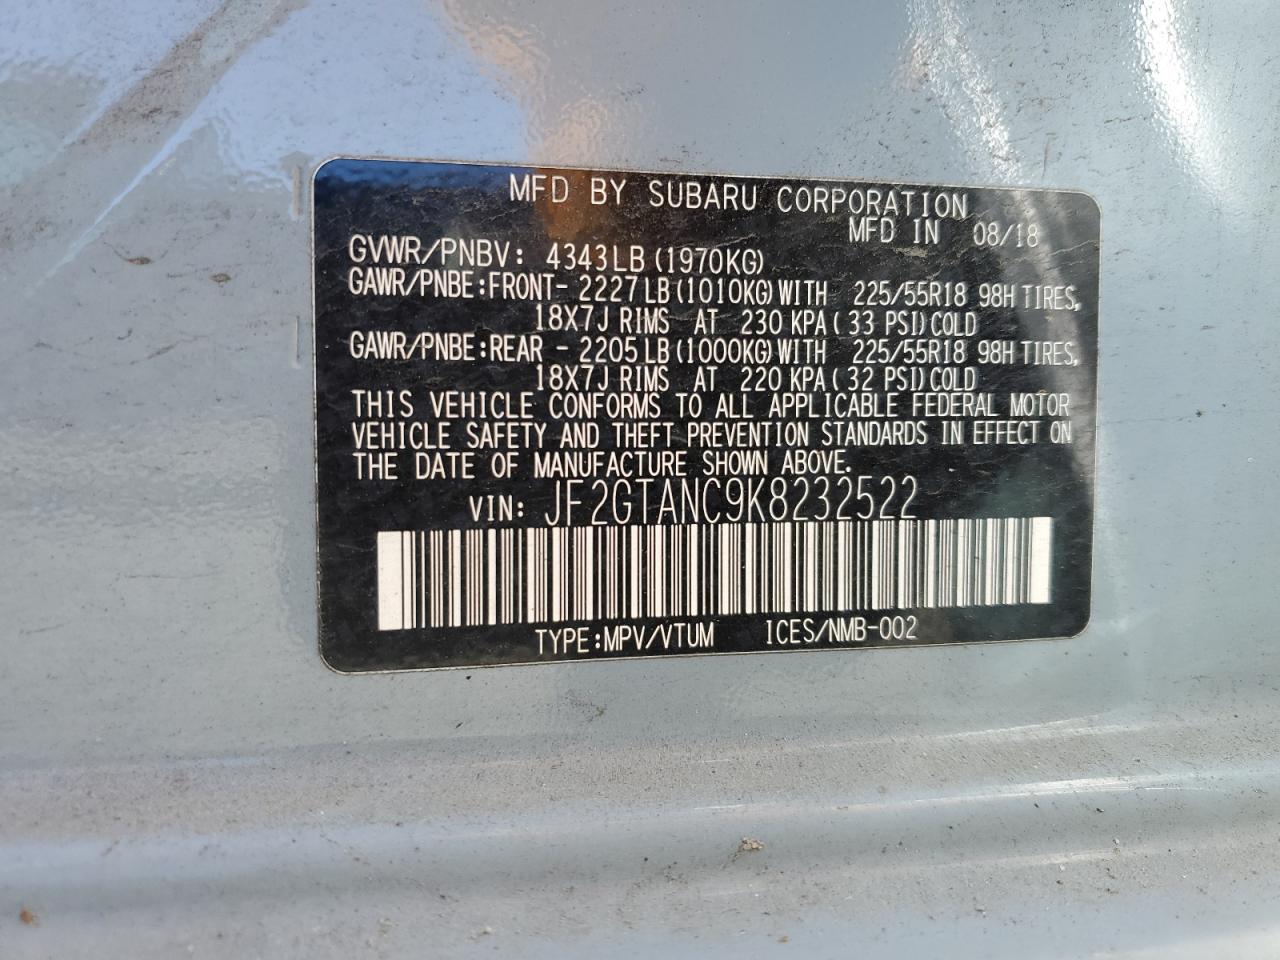 MFD BY SUBARU CORPORATION
MFD IN 08/18
GVWR/PNBV: 4343LB(1970KG)
GAWR/PNBE:FRONT- 2227LB(1010KG)WITH 225/55R18 98H TIRES,
18X7J RIMS AT 230 KPA(33 PSI)COLD
GAWR/PNBE:REAR - 2205LB(1000KG)WITH 225/55R18 98H TIRES,
18X7J RIMS AT 220 KPA(32 PSI)COLD
THIS VEHICLE CONFORMS TO ALL APPLICABLE FEDERAL MOTOR
VEHICLE SAFETY AND THEFT PREVENTION STANDARDS IN EFFECT ON
THE DATE OF MANUFACTURE SHOWN ABOVE.
VIN: JF2GTANC9K8232522
TYPE:MPV/VTUM ICES/NMB-002